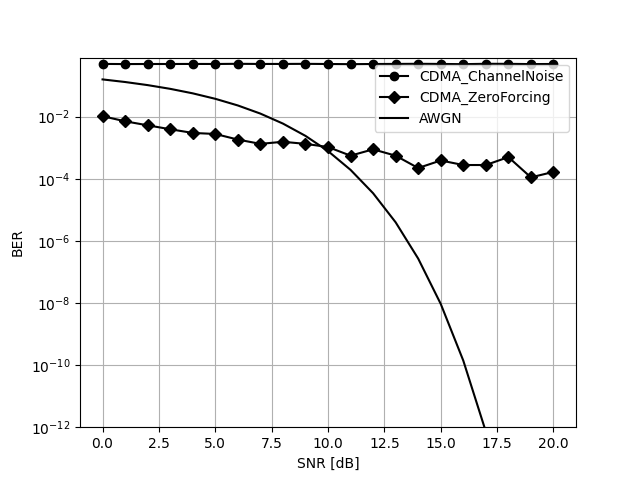 CDMA_ChannelNoise
CDMA_ZeroForcing
AWGN
10⁻²
10⁻⁴
10⁻⁶
10⁻⁸
10⁻¹⁰
10⁻¹²
BER
0.0 2.5 5.0 7.5 10.0 12.5 15.0 17.5 20.0
SNR [dB]